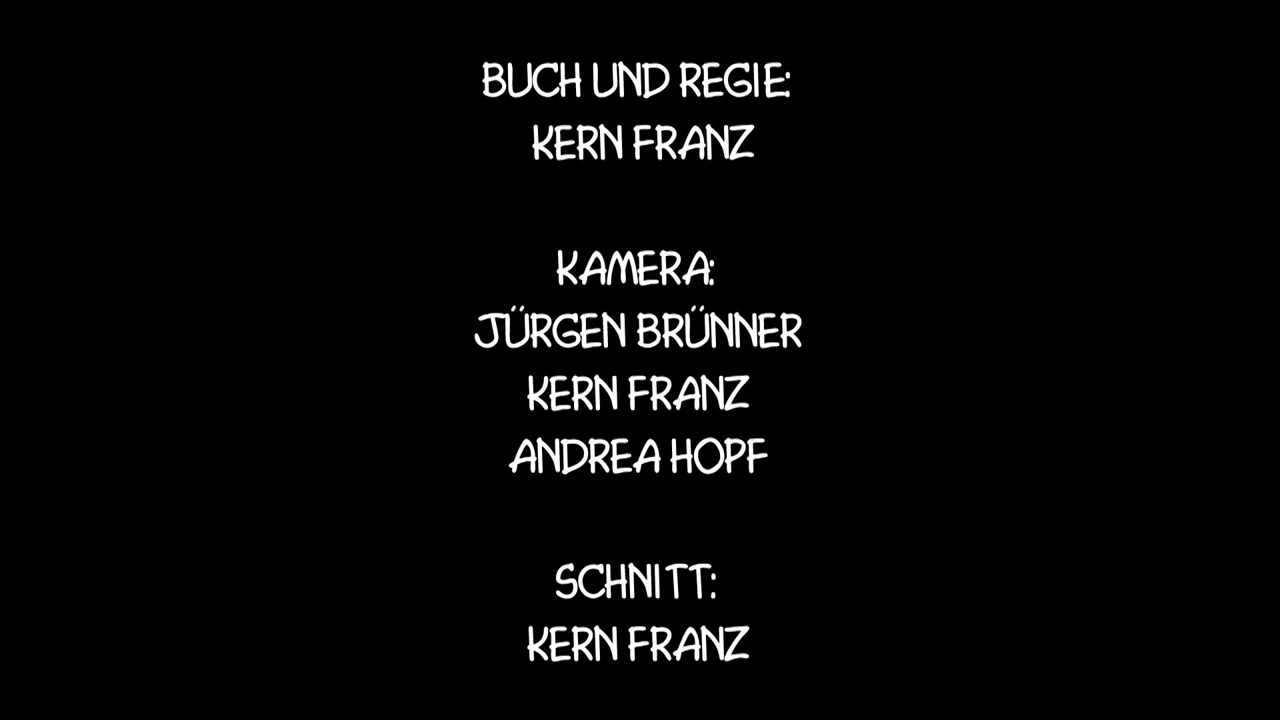 BUCH UND REGIE:
KERN FRANZ
KAMERA:
JÜRGEN BRÜNNER
KERN FRANZ
ANDREA HOPF
SCHNITT:
KERN FRANZ